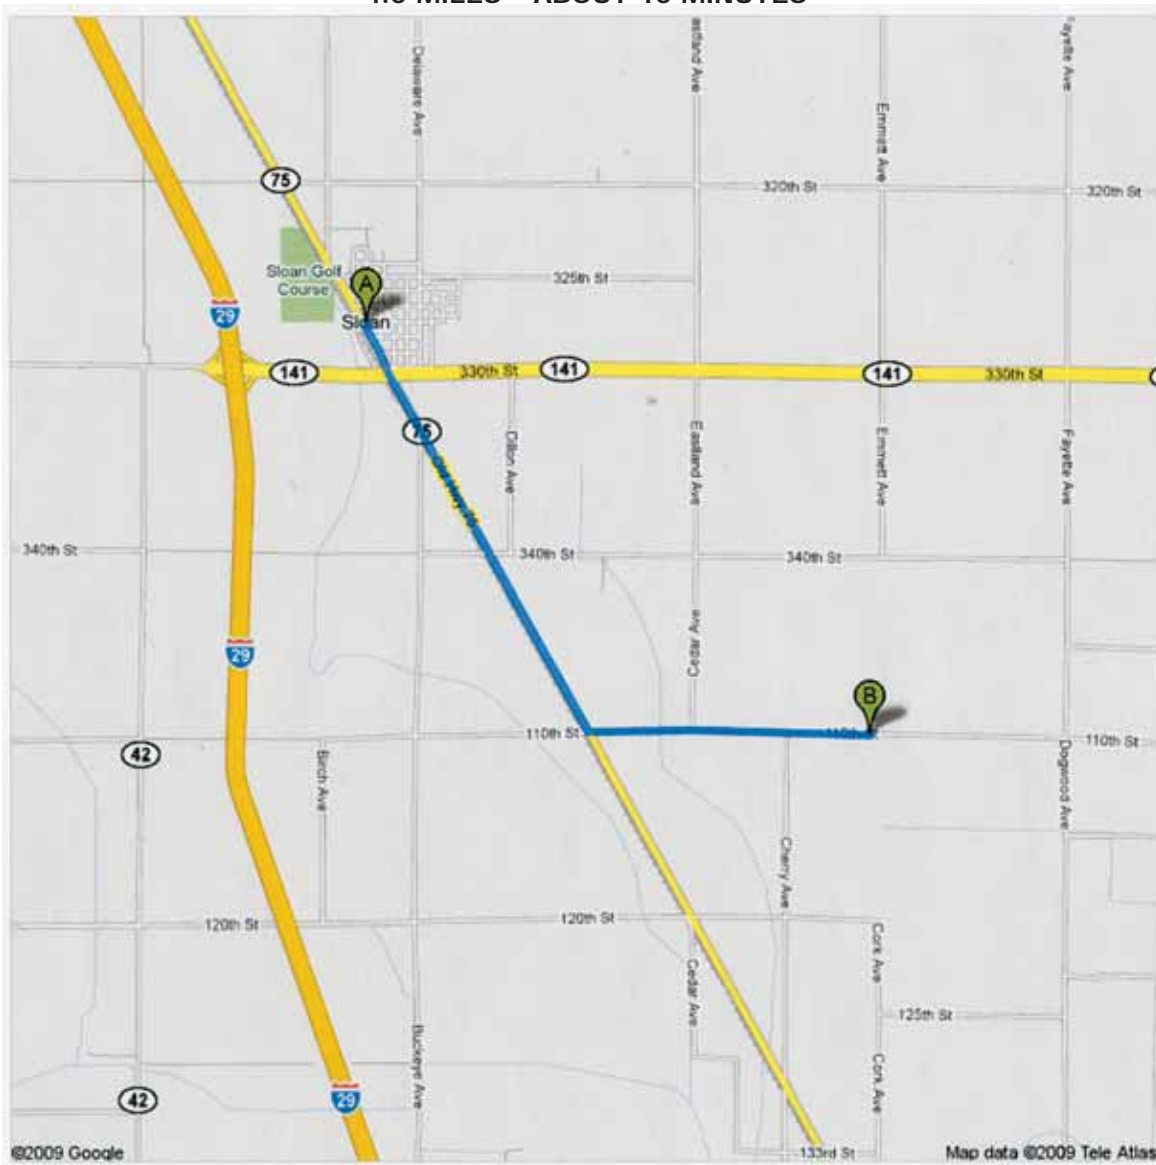 Delaware Ave
Eastland Ave
Fayette Ave
Emmett Ave
75
320th St
320th St
Sloan Golf
Course
A
325th St
Sloan
29
141
330th St
141
141
330th St
75
Old Hwy 75
Dillon Ave
Eastland Ave
Emmett Ave
Fayette Ave
340th St
340th St
340th St
Cedar Ave
29
B
110th St
110th St
42
Birch Ave
Dogwood Ave
Cherry Ave
120th St
120th St
Cork Ave
Cedar Ave
125th St
Buckeye Ave
Cork Ave
42
29
133rd St
©2009 Google
Map data ©2009 Tele Atlas